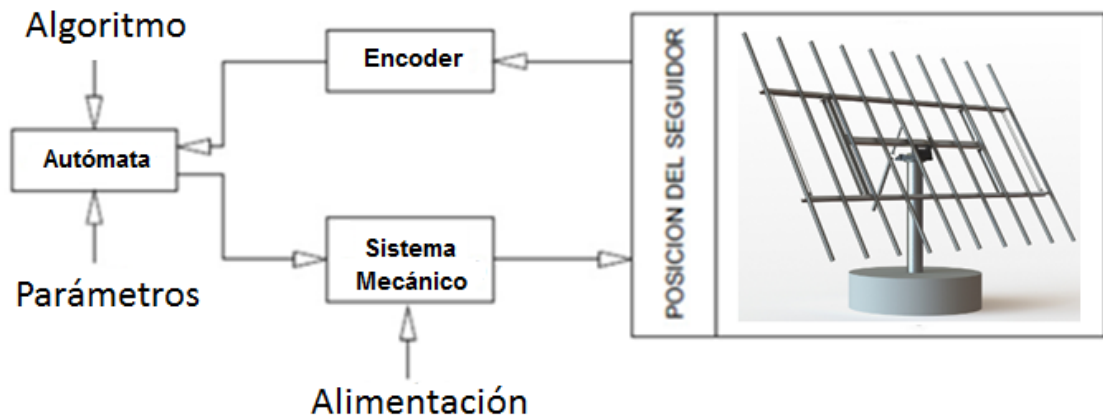 Algoritmo
Encoder
Autómata
Sistema
Mecánico
Parámetros
Alimentación
POSICION DEL SEGUIDOR